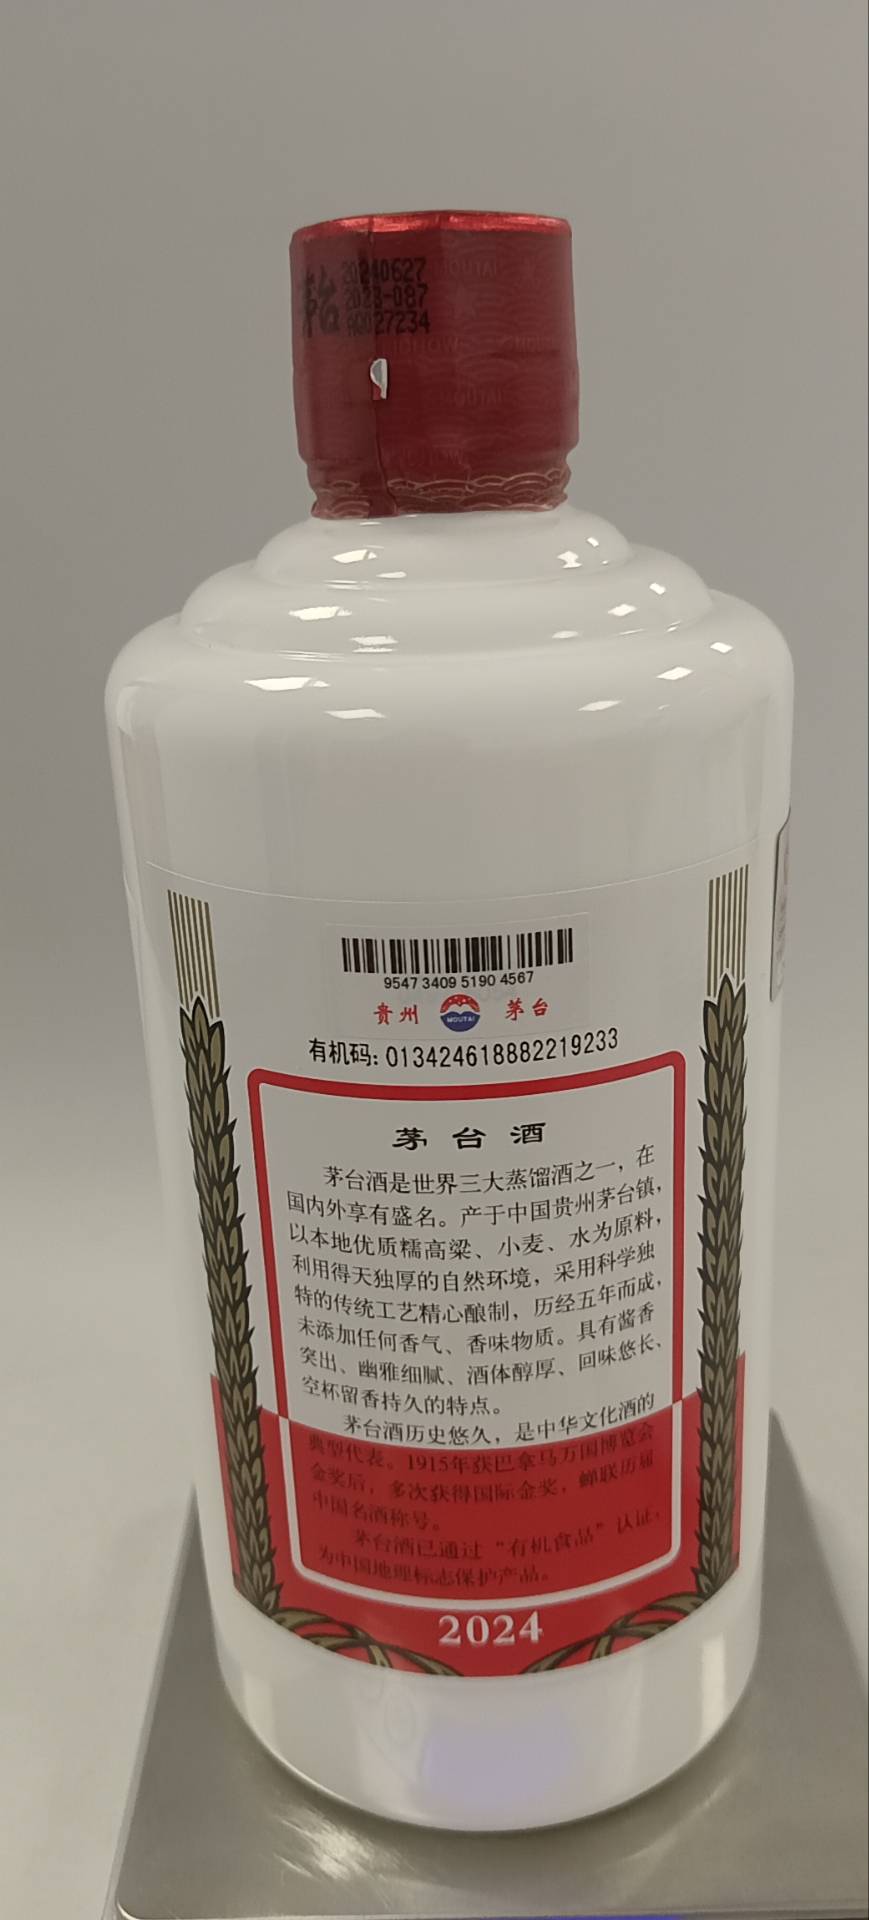 茅台
20240627
2023-087
AQ027234
MOUTAI
MOUTAI
9547 3409 5190 4567
贵州 MOUTAI 茅台
有机码: 013424618882219233
茅台酒
茅台酒是世界三大蒸馏酒之一，在
国内外享有盛名。产于中国贵州茅台镇，
以本地优质糯高粱、小麦、水为原料，
利用得天独厚的自然环境，采用科学独
特的传统工艺精心酿制，历经五年而成，
未添加任何香气、香味物质。具有酱香
突出、幽雅细腻、酒体醇厚、回味悠长、
空杯留香持久的特点。
茅台酒历史悠久，是中华文化酒的
典型代表。1915年获巴拿马万国博览会
金奖后，多次获得国际金奖，蝉联历届
中国名酒称号。
茅台酒已通过“有机食品”认证，
为中国地理标志保护产品。
2024